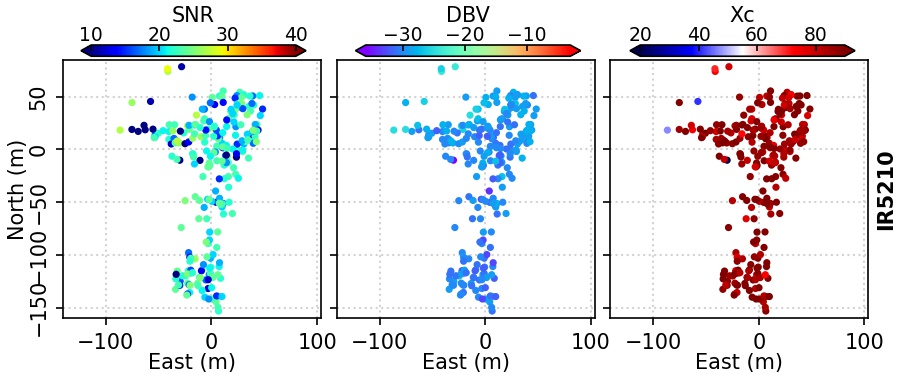 SNR DBV Xc
10 20 30 40 −30 −20 −10 20 40 60 80
North (m)
50
0
−50
−100
−150
IR5210
−100 0 100 −100 0 100 −100 0 100
East (m) East (m) East (m)